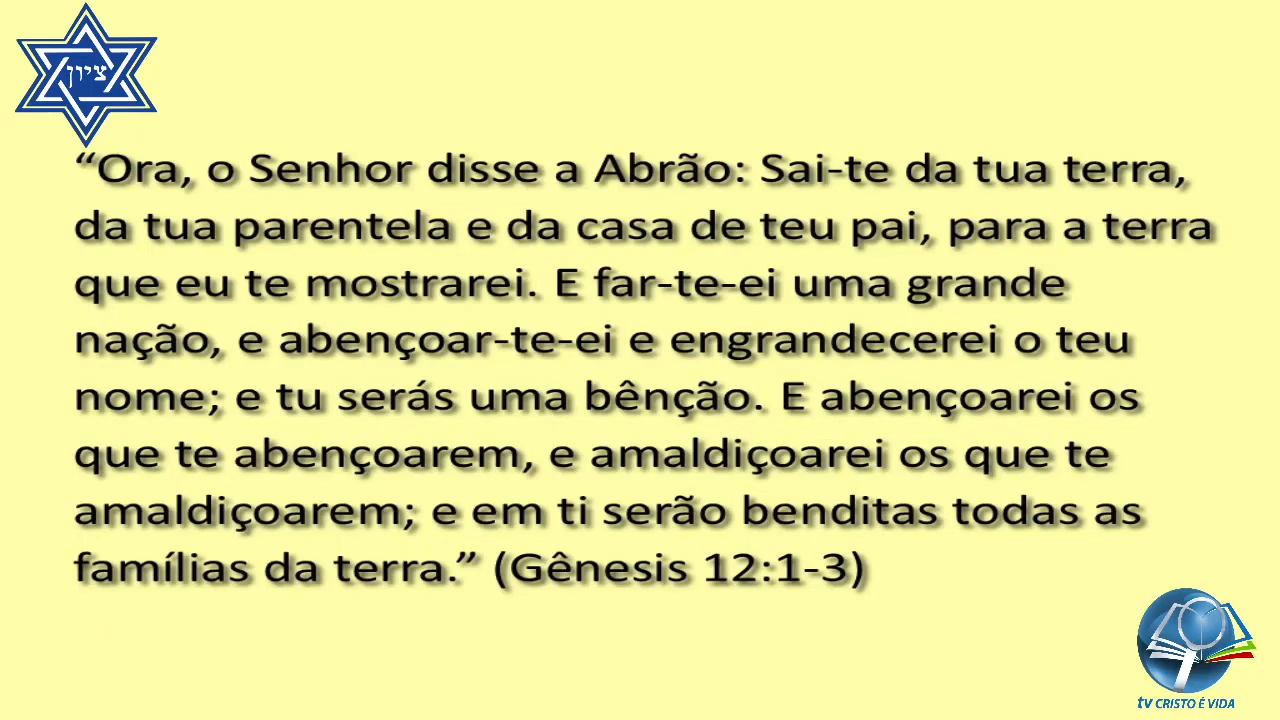 ציון
“Ora, o Senhor disse a Abrão: Sai-te da tua terra,
da tua parentela e da casa de teu pai, para a terra
que eu te mostrarei. E far-te-ei uma grande
nação, e abençoar-te-ei e engrandecerei o teu
nome; e tu serás uma bênção. E abençoarei os
que te abençoarem, e amaldiçoarei os que te
amaldiçoarem; e em ti serão benditas todas as
famílias da terra.” (Gênesis 12:1-3)
tv CRISTO É VIDA